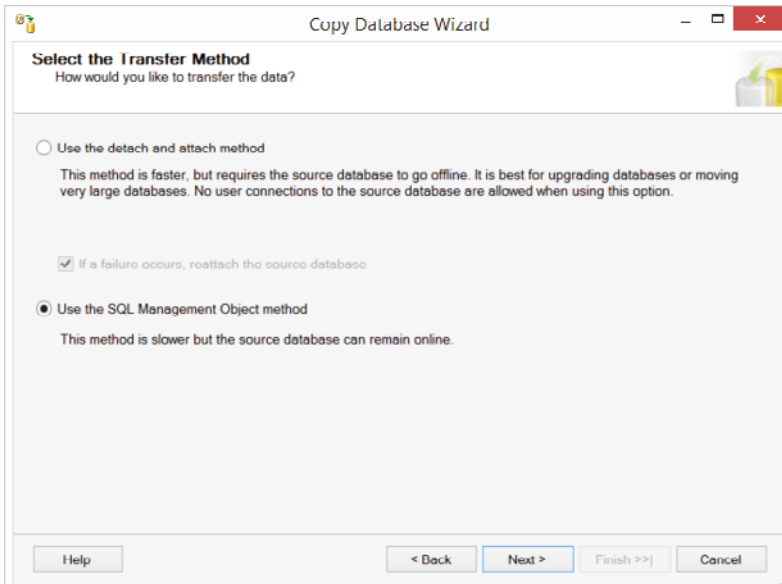 Copy Database Wizard
Select the Transfer Method
How would you like to transfer the data?
Use the detach and attach method
This method is faster, but requires the source database to go offline. It is best for upgrading databases or moving
very large databases. No user connections to the source database are allowed when using this option.
If a failure occurs, reattach the source database
Use the SQL Management Object method
This method is slower but the source database can remain online.
Help
< Back
Next >
Finish >>|
Cancel